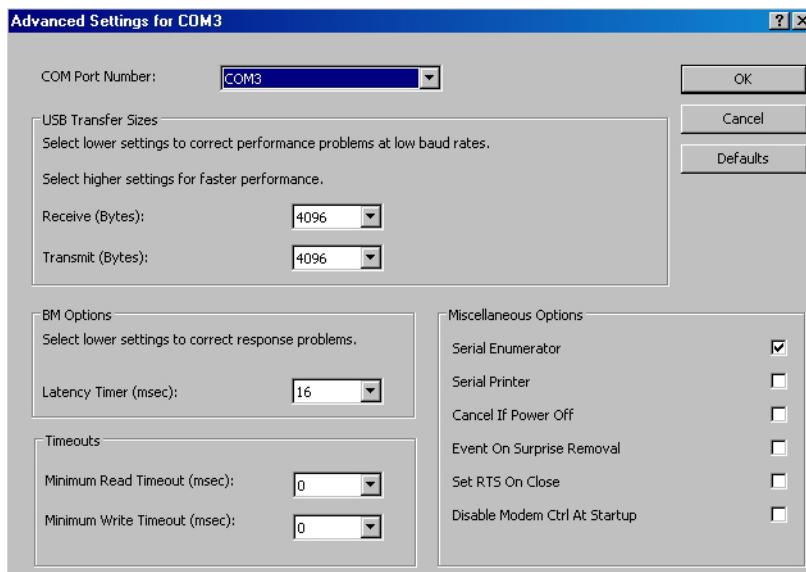 Advanced Settings for COM3
COM Port Number: COM3
OK
Cancel
Defaults
USB Transfer Sizes
Select lower settings to correct performance problems at low baud rates.
Select higher settings for faster performance.
Receive (Bytes): 4096
Transmit (Bytes): 4096
BM Options
Select lower settings to correct response problems.
Latency Timer (msec): 16
Timeouts
Minimum Read Timeout (msec): 0
Minimum Write Timeout (msec): 0
Miscellaneous Options
Serial Enumerator
Serial Printer
Cancel If Power Off
Event On Surprise Removal
Set RTS On Close
Disable Modem Ctrl At Startup